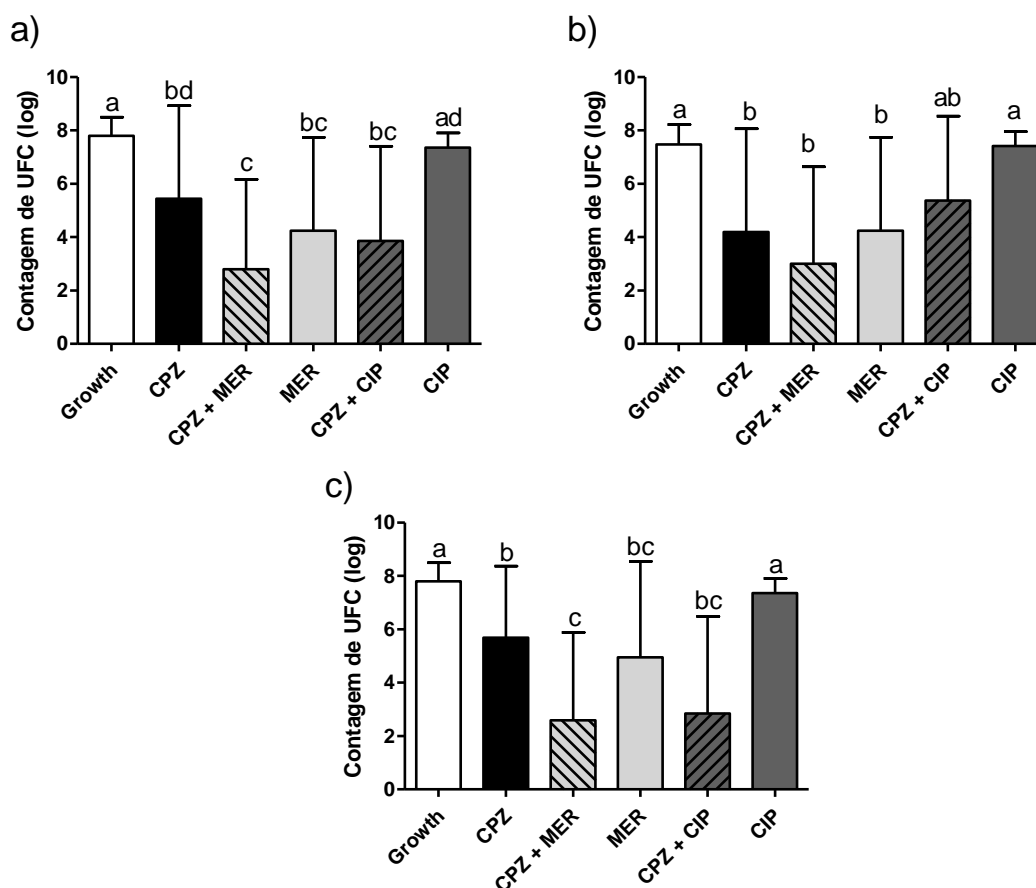 a)
Contagem de UFC (log)
10
8
6
4
2
0
a
bd
c
bc
bc
ad
Growth
CPZ
CPZ + MER
MER
CPZ + CIP
CIP
b)
Contagem de UFC (log)
10
8
6
4
2
0
a
b
b
b
ab
a
Growth
CPZ
CPZ + MER
MER
CPZ + CIP
CIP
c)
Contagem de UFC (log)
10
8
6
4
2
0
a
b
c
bc
bc
a
Growth
CPZ
CPZ + MER
MER
CPZ + CIP
CIP